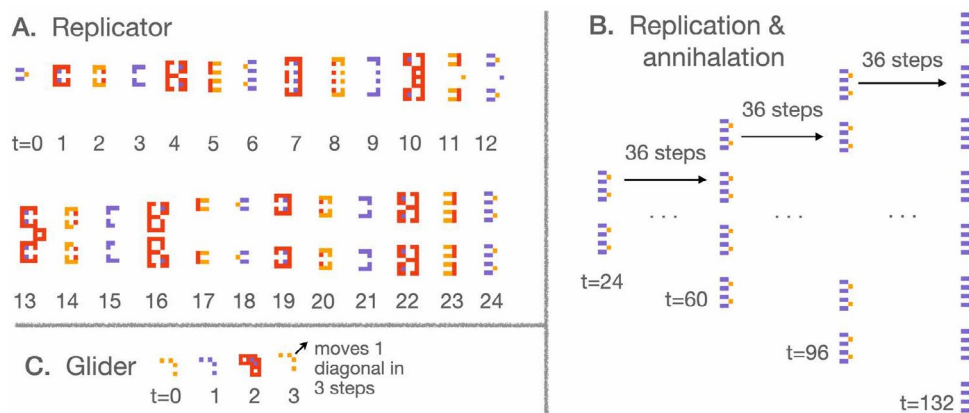 A. Replicator
t=0 1 2 3 4 5 6 7 8 9 10 11 12
13 14 15 16 17 18 19 20 21 22 23 24
C. Glider
t=0 1 2 3
moves 1
diagonal in
3 steps
B. Replication &
annihalation
36 steps
36 steps
36 steps
. . .
. . .
. . .
t=24
t=60
t=96
t=132